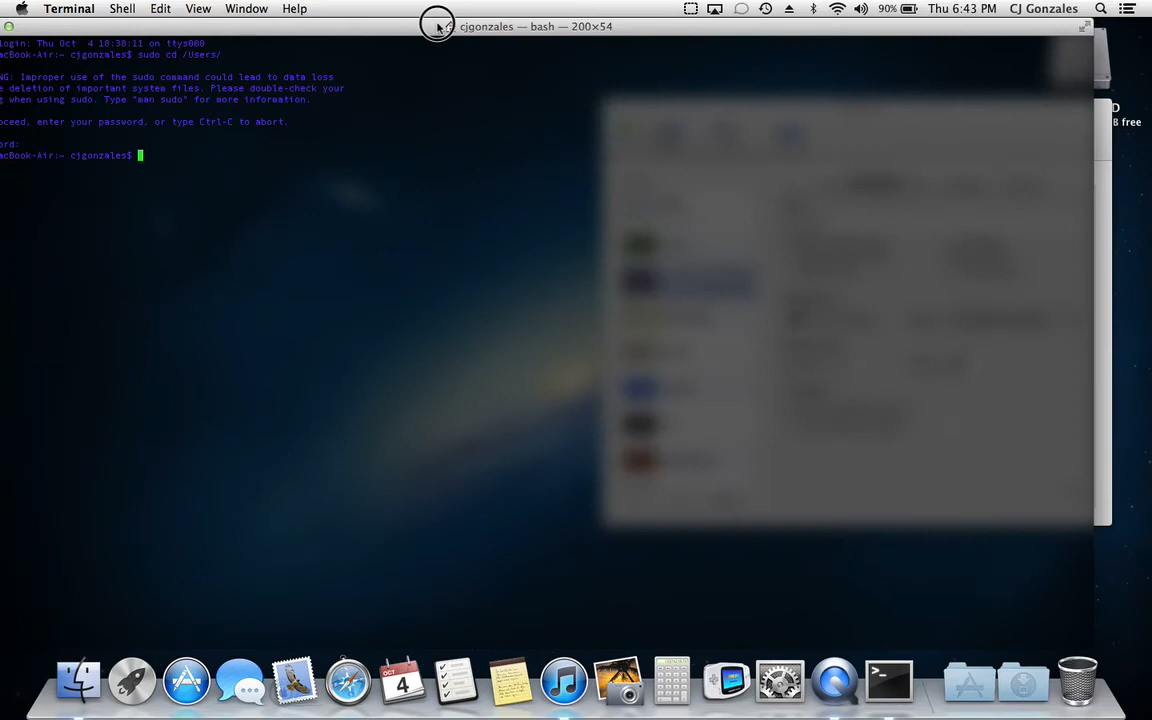 Terminal Shell Edit View Window Help 90% Thu 6:43 PM CJ Gonzales
cjgonzales — bash — 200×54
login: Thu Oct 4 18:38:11 on ttys000
acBook-Air:~ cjgonzales$ sudo cd /Users/
NG: Improper use of the sudo command could lead to data loss
e deletion of important system files. Please double-check your
g when using sudo. Type "man sudo" for more information.
oceed, enter your password, or type Ctrl-C to abort.
ord:
acBook-Air:~ cjgonzales$
D
B free
OCT
4